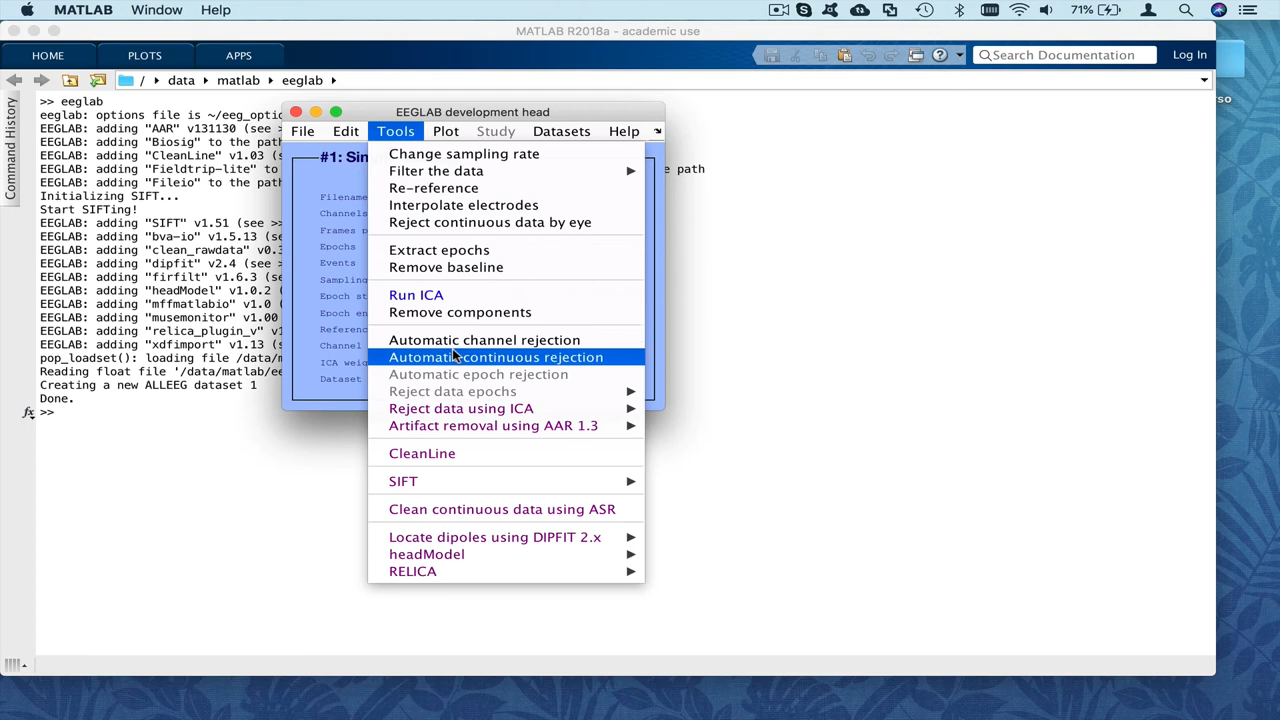 MATLAB Window Help 71%
MATLAB R2018a - academic use
HOME PLOTS APPS Search Documentation Log In
/ ▸ data ▸ matlab ▸ eeglab ▸
Command History
>> eeglab
eeglab: options file is ~/eeg_optio
EEGLAB: adding "AAR" v131130 (see >
EEGLAB: adding "Biosig" to the path
EEGLAB: adding "CleanLine" v1.03 (
EEGLAB: adding "Fieldtrip-lite" to e path
EEGLAB: adding "Fileio" to the path
Initializing SIFT...
Start SIFTing!
EEGLAB: adding "SIFT" v1.51 (see >>
EEGLAB: adding "bva-io" v1.5.13 (se
EEGLAB: adding "clean_rawdata" v0.3
EEGLAB: adding "dipfit" v2.4 (see >
EEGLAB: adding "firfilt" v1.6.3 (se
EEGLAB: adding "headModel" v1.0.2 (
EEGLAB: adding "mffmatlabio" v1.0 (
EEGLAB: adding "musemonitor" v1.00
EEGLAB: adding "relica_plugin_v" v1
EEGLAB: adding "xdfimport" v1.13 (s
pop_loadset(): loading file /data/m
Reading float file '/data/matlab/ee
Creating a new ALLEEG dataset 1
Done.
fx >>
EEGLAB development head
File Edit Tools Plot Study Datasets Help
#1: Sin
Filename
Channels
Frames p
Epochs
Events
Sampling
Epoch st
Epoch en
Referenc
Channel
ICA weig
Dataset
Change sampling rate
Filter the data
Re-reference
Interpolate electrodes
Reject continuous data by eye
Extract epochs
Remove baseline
Run ICA
Remove components
Automatic channel rejection
Automatic continuous rejection
Automatic epoch rejection
Reject data epochs
Reject data using ICA
Artifact removal using AAR 1.3
CleanLine
SIFT
Clean continuous data using ASR
Locate dipoles using DIPFIT 2.x
headModel
RELICA